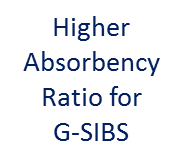 Higher
Absorbency
Ratio for
G-SIBS